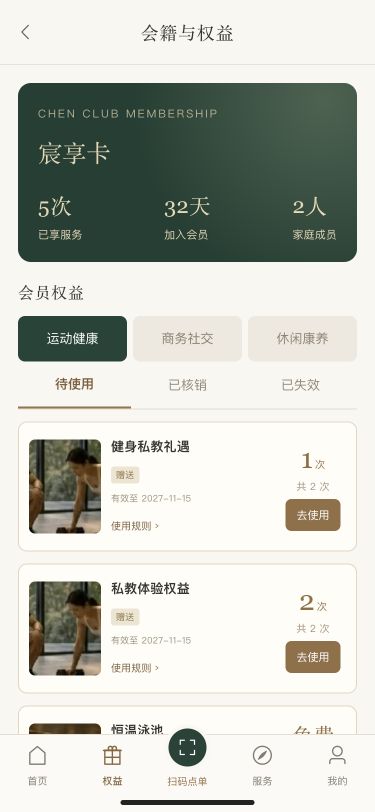 会籍与权益
CHEN CLUB MEMBERSHIP
宸享卡
5次 32天 2人
已享服务 加入会员 家庭成员
会员权益
运动健康 商务社交 休闲康养
待使用 已核销 已失效
健身私教礼遇
赠送
有效至 2027-11-15
使用规则 ›
1次
共 2 次
去使用
私教体验权益
赠送
有效至 2027-11-15
使用规则 ›
2次
共 2 次
去使用
恒温泳池
免费
首页 权益 扫码点单 服务 我的